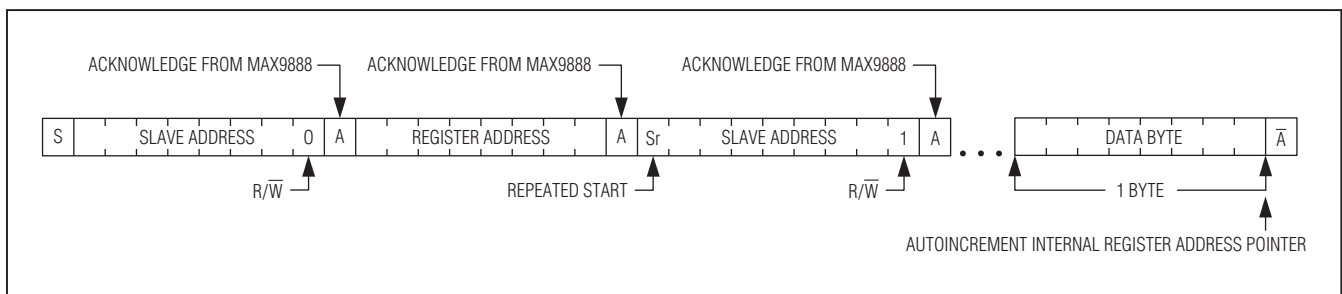 ACKNOWLEDGE FROM MAX9888 ACKNOWLEDGE FROM MAX9888 ACKNOWLEDGE FROM MAX9888
S SLAVE ADDRESS 0 A REGISTER ADDRESS A Sr SLAVE ADDRESS 1 A ••• DATA BYTE A̅
R/W̅ REPEATED START R/W̅ 1 BYTE
AUTOINCREMENT INTERNAL REGISTER ADDRESS POINTER